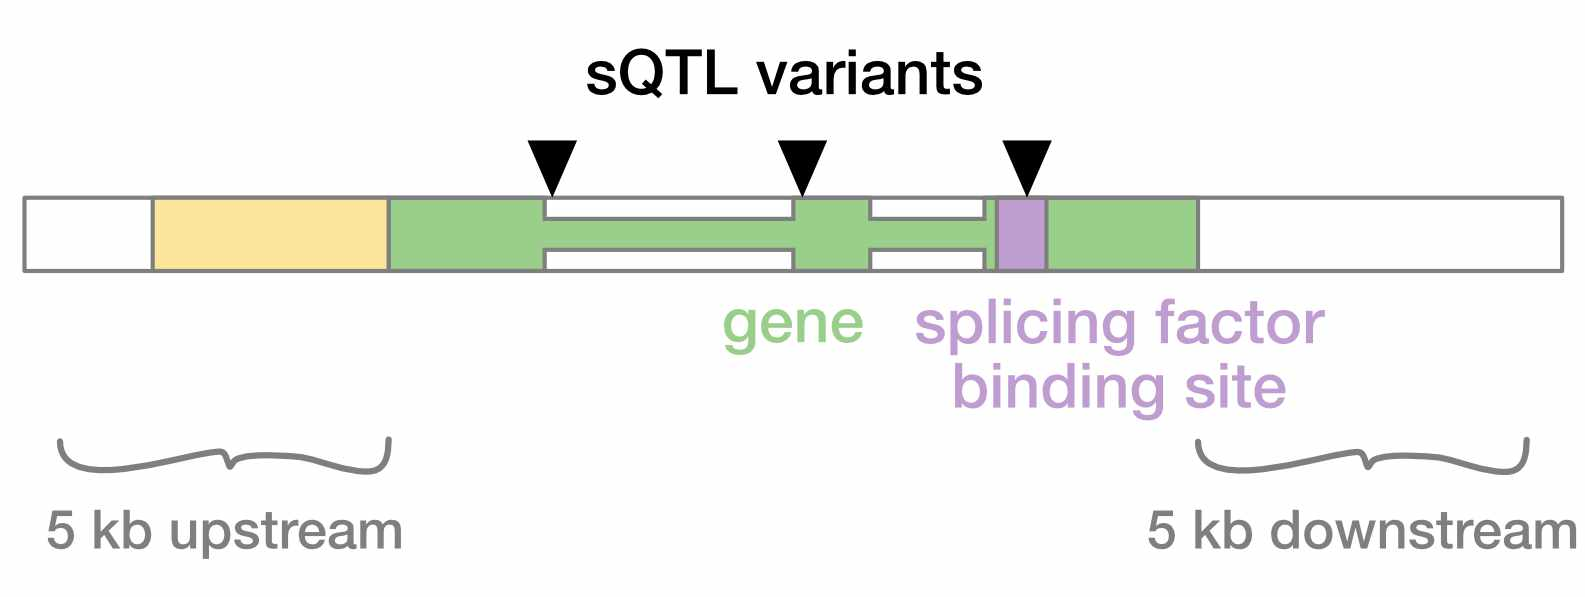 sQTL variants
gene
splicing factor
binding site
5 kb upstream
5 kb downstream